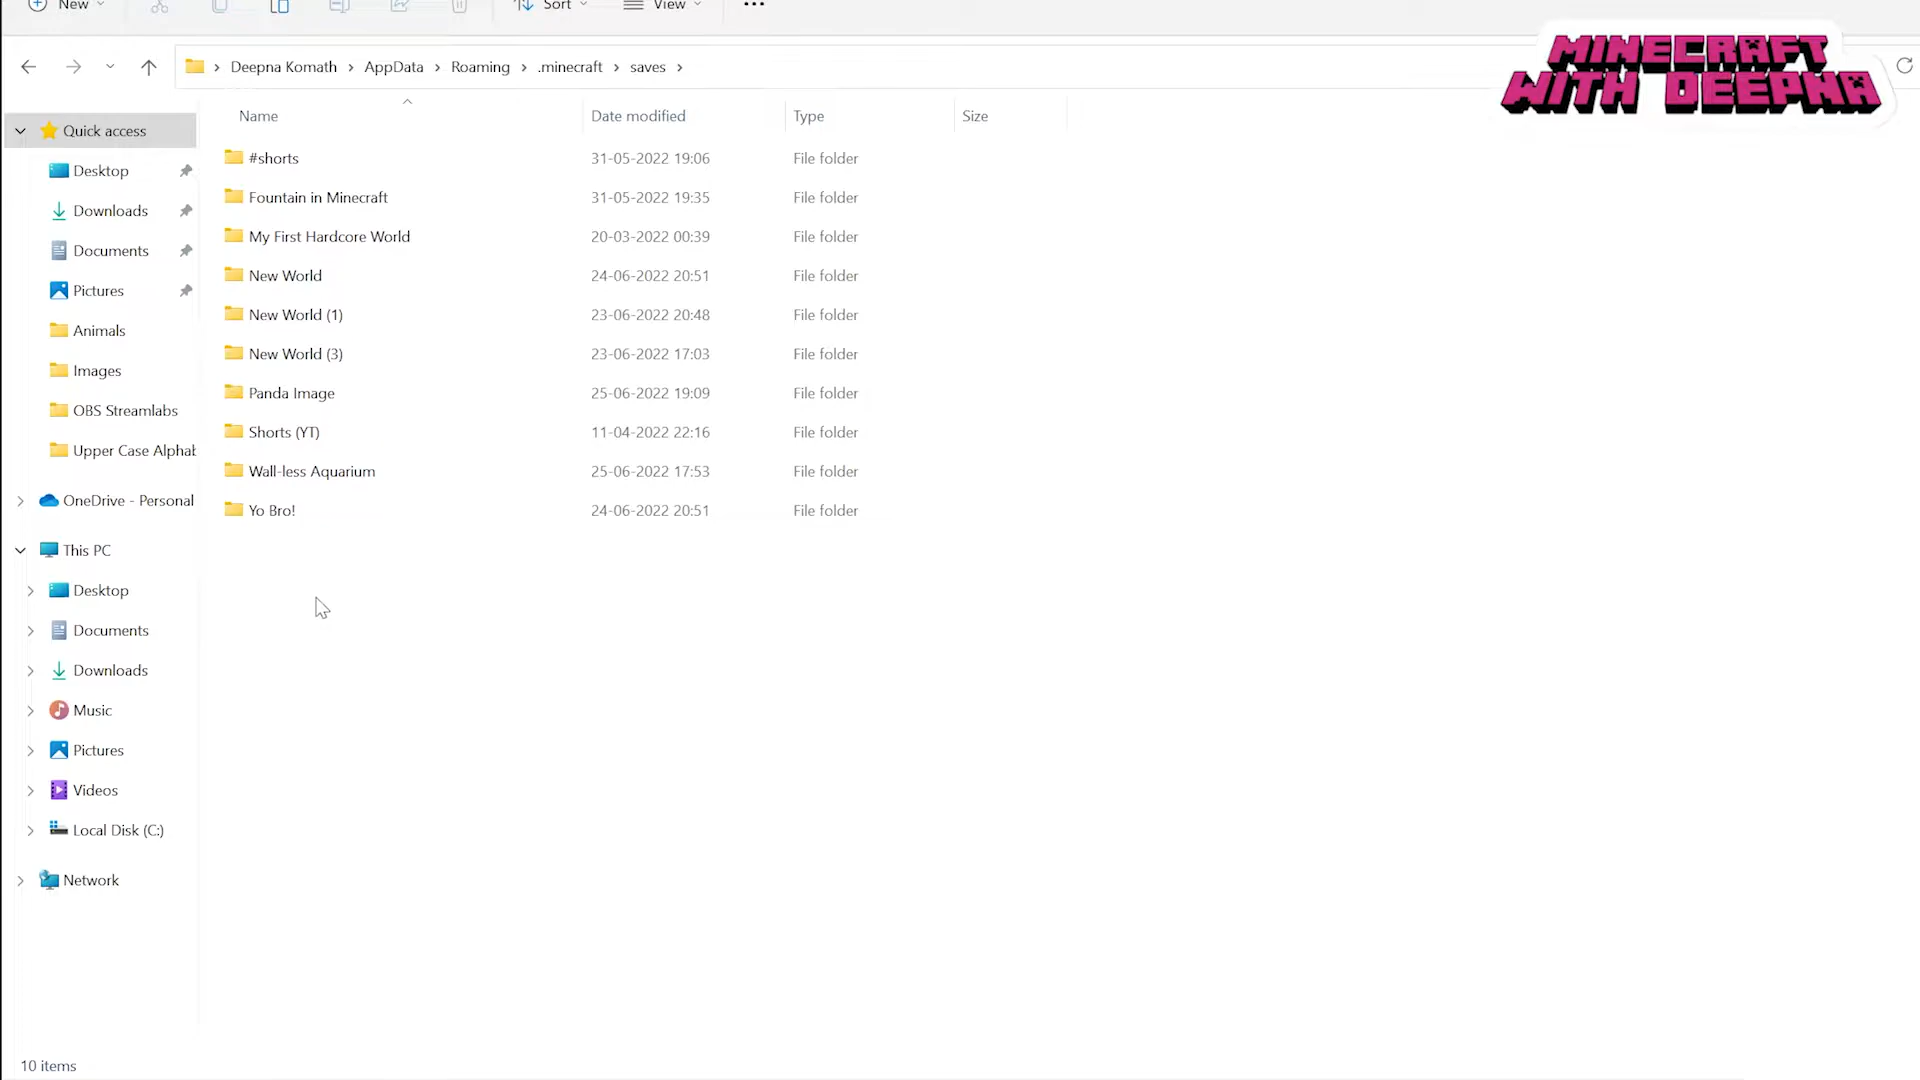 New
Sort
View
Deepna Komath > AppData > Roaming > .minecraft > saves >
MINECRAFT
WITH DEEPNA
Name Date modified Type Size
Quick access
Desktop
Downloads
Documents
Pictures
Animals
Images
OBS Streamlabs
Upper Case Alphab
OneDrive - Personal
This PC
Desktop
Documents
Downloads
Music
Pictures
Videos
Local Disk (C:)
Network
#shorts 31-05-2022 19:06 File folder
Fountain in Minecraft 31-05-2022 19:35 File folder
My First Hardcore World 20-03-2022 00:39 File folder
New World 24-06-2022 20:51 File folder
New World (1) 23-06-2022 20:48 File folder
New World (3) 23-06-2022 17:03 File folder
Panda Image 25-06-2022 19:09 File folder
Shorts (YT) 11-04-2022 22:16 File folder
Wall-less Aquarium 25-06-2022 17:53 File folder
Yo Bro! 24-06-2022 20:51 File folder
10 items